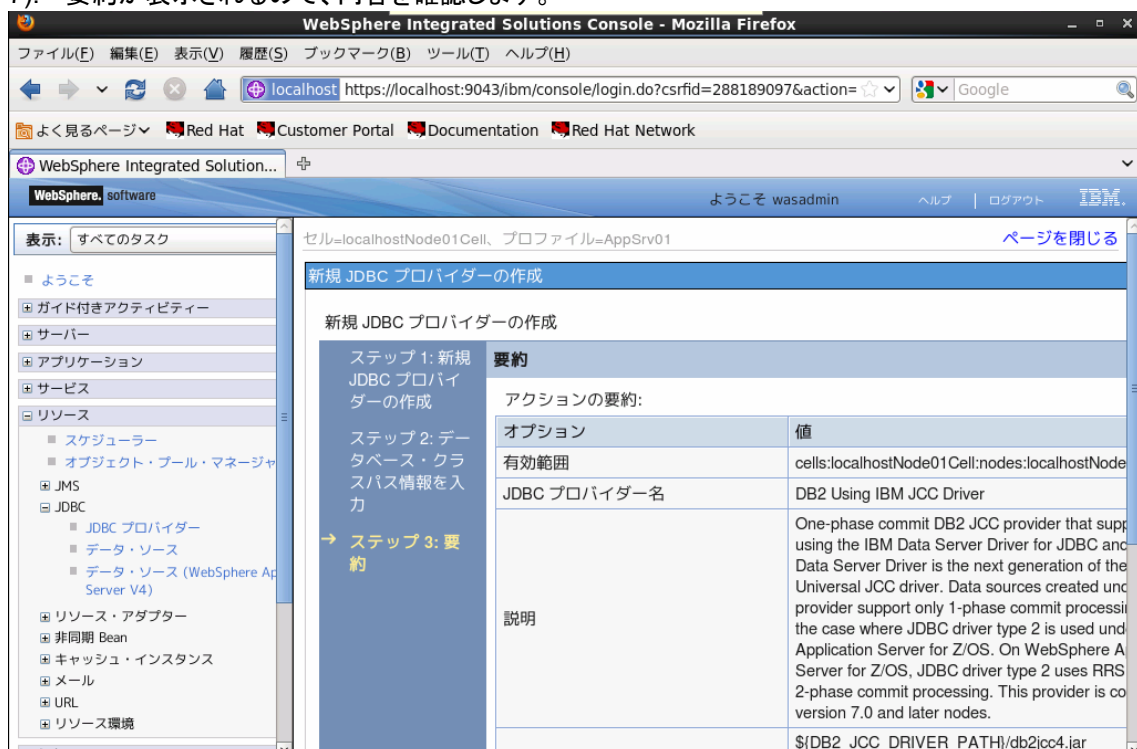 7). 要約が表示されるので、内容を確認します。
WebSphere Integrated Solutions Console - Mozilla Firefox
ファイル(F) 編集(E) 表示(V) 履歴(S) ブックマーク(B) ツール(T) ヘルプ(H)
localhost https://localhost:9043/ibm/console/login.do?csrfid=288189097&action= Google
よく見るページ Red Hat Customer Portal Documentation Red Hat Network
WebSphere Integrated Solution...
WebSphere. software ようこそ wasadmin ヘルプ | ログアウト IBM.
表示: すべてのタスク
ようこそ
ガイド付きアクティビティー
サーバー
アプリケーション
サービス
リソース
スケジューラー
オブジェクト・プール・マネージャ
JMS
JDBC
JDBC プロバイダー
データ・ソース
データ・ソース (WebSphere Ap
Server V4)
リソース・アダプター
非同期 Bean
キャッシュ・インスタンス
メール
URL
リソース環境
セル=localhostNode01Cell、プロファイル=AppSrv01 ページを閉じる
新規 JDBC プロバイダーの作成
新規 JDBC プロバイダーの作成
ステップ 1: 新規
JDBC プロバイ
ダーの作成
ステップ 2: デー
タベース・クラ
スパス情報を入
力
→ ステップ 3: 要
約
要約
アクションの要約:
オプション 値
有効範囲 cells:localhostNode01Cell:nodes:localhostNode
JDBC プロバイダー名 DB2 Using IBM JCC Driver
説明
One-phase commit DB2 JCC provider that supp
using the IBM Data Server Driver for JDBC and
Data Server Driver is the next generation of the
Universal JCC driver. Data sources created und
provider support only 1-phase commit processi
the case where JDBC driver type 2 is used und
Application Server for Z/OS. On WebSphere A
Server for Z/OS, JDBC driver type 2 uses RRS
2-phase commit processing. This provider is co
version 7.0 and later nodes.
${DB2_JCC_DRIVER_PATH}/db2jcc4.jar